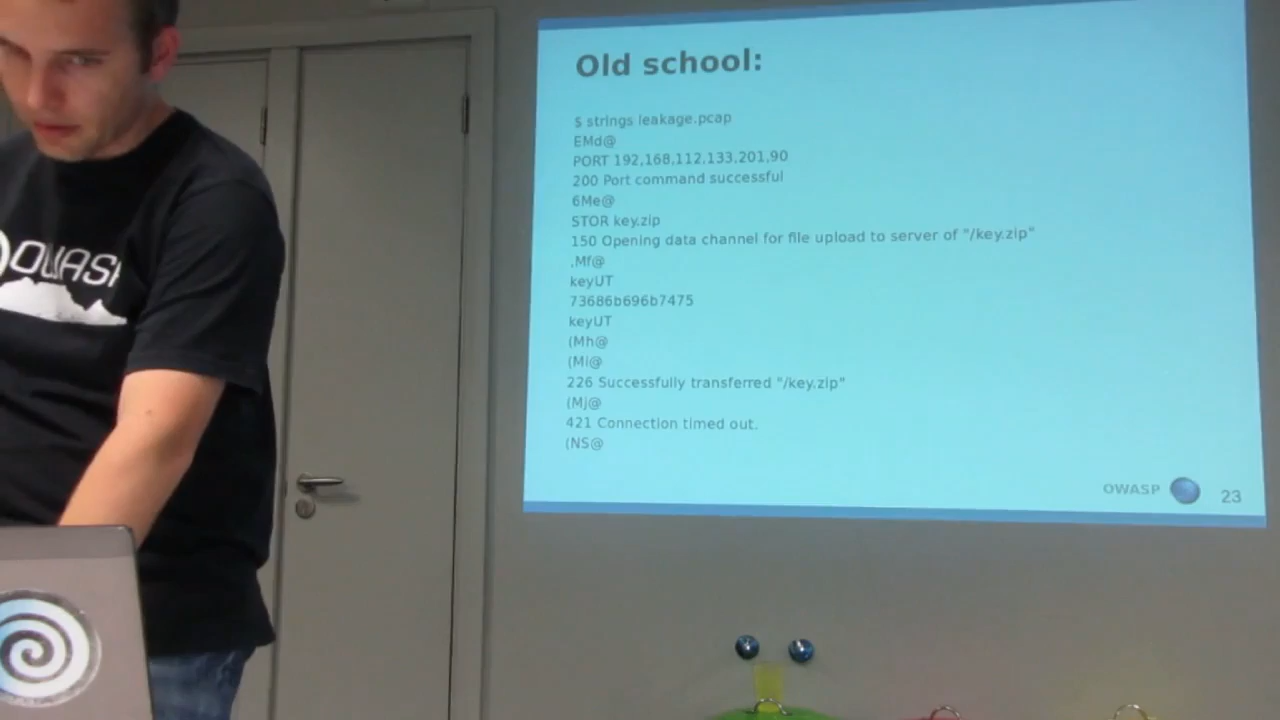 Old school:
$ strings leakage.pcap
EMd@
PORT 192,168,112,133,201,90
200 Port command successful
6Me@
STOR key.zip
150 Opening data channel for file upload to server of "/key.zip"
,Mf@
keyUT
73686b696b7475
keyUT
(Mh@
(Mi@
226 Successfully transferred "/key.zip"
(Mj@
421 Connection timed out.
(NS@
OWASP
23
OWASP